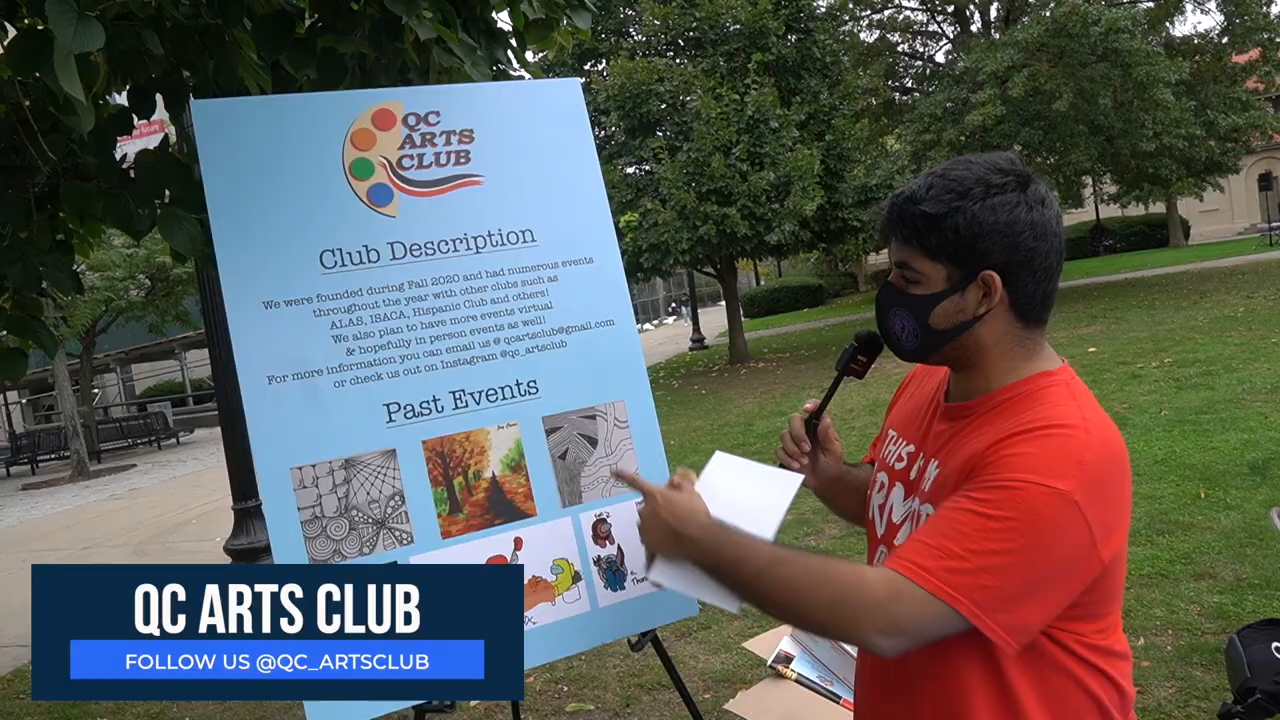 QC
ARTS
CLUB
Club Description
We were founded during Fall 2020 and had numerous events
throughout the year with other clubs such as
ALAS, ISACA, Hispanic Club and others!
We also plan to have more events virtual
& hopefully in person events as well!
For more information you can email us @ qcartsclub@gmail.com
or check us out on Instagram @qc_artsclub
Past Events
THIS IS MY
QC ARTS CLUB
FOLLOW US @QC_ARTSCLUB